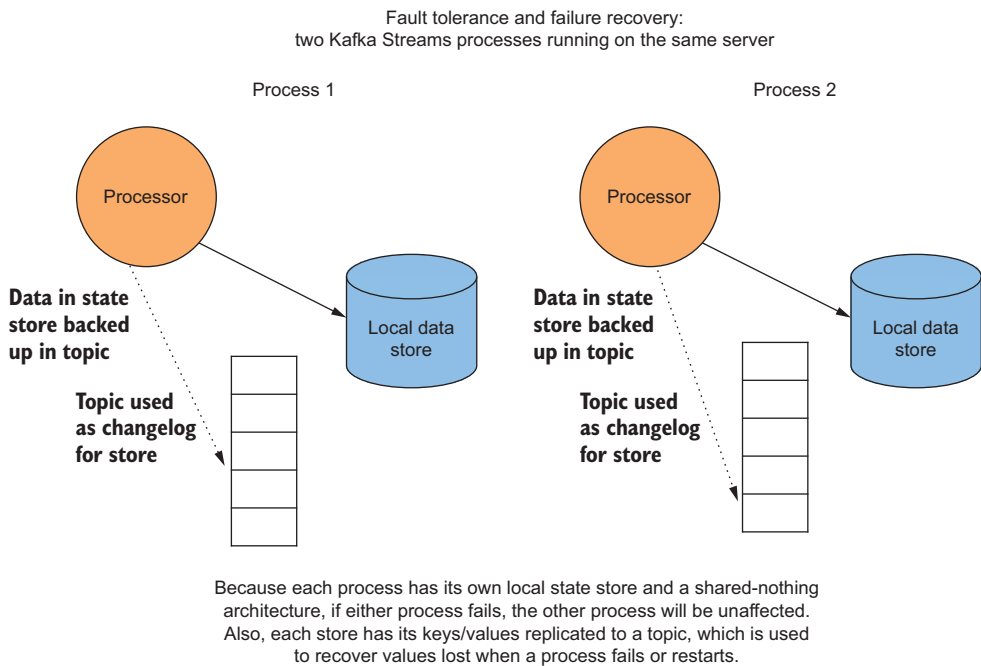 Fault tolerance and failure recovery:
two Kafka Streams processes running on the same server
Process 1
Process 2
Processor
Processor
Data in state
store backed
up in topic
Local data
store
Data in state
store backed
up in topic
Local data
store
Topic used
as changelog
for store
Topic used
as changelog
for store
Because each process has its own local state store and a shared-nothing
architecture, if either process fails, the other process will be unaffected.
Also, each store has its keys/values replicated to a topic, which is used
to recover values lost when a process fails or restarts.